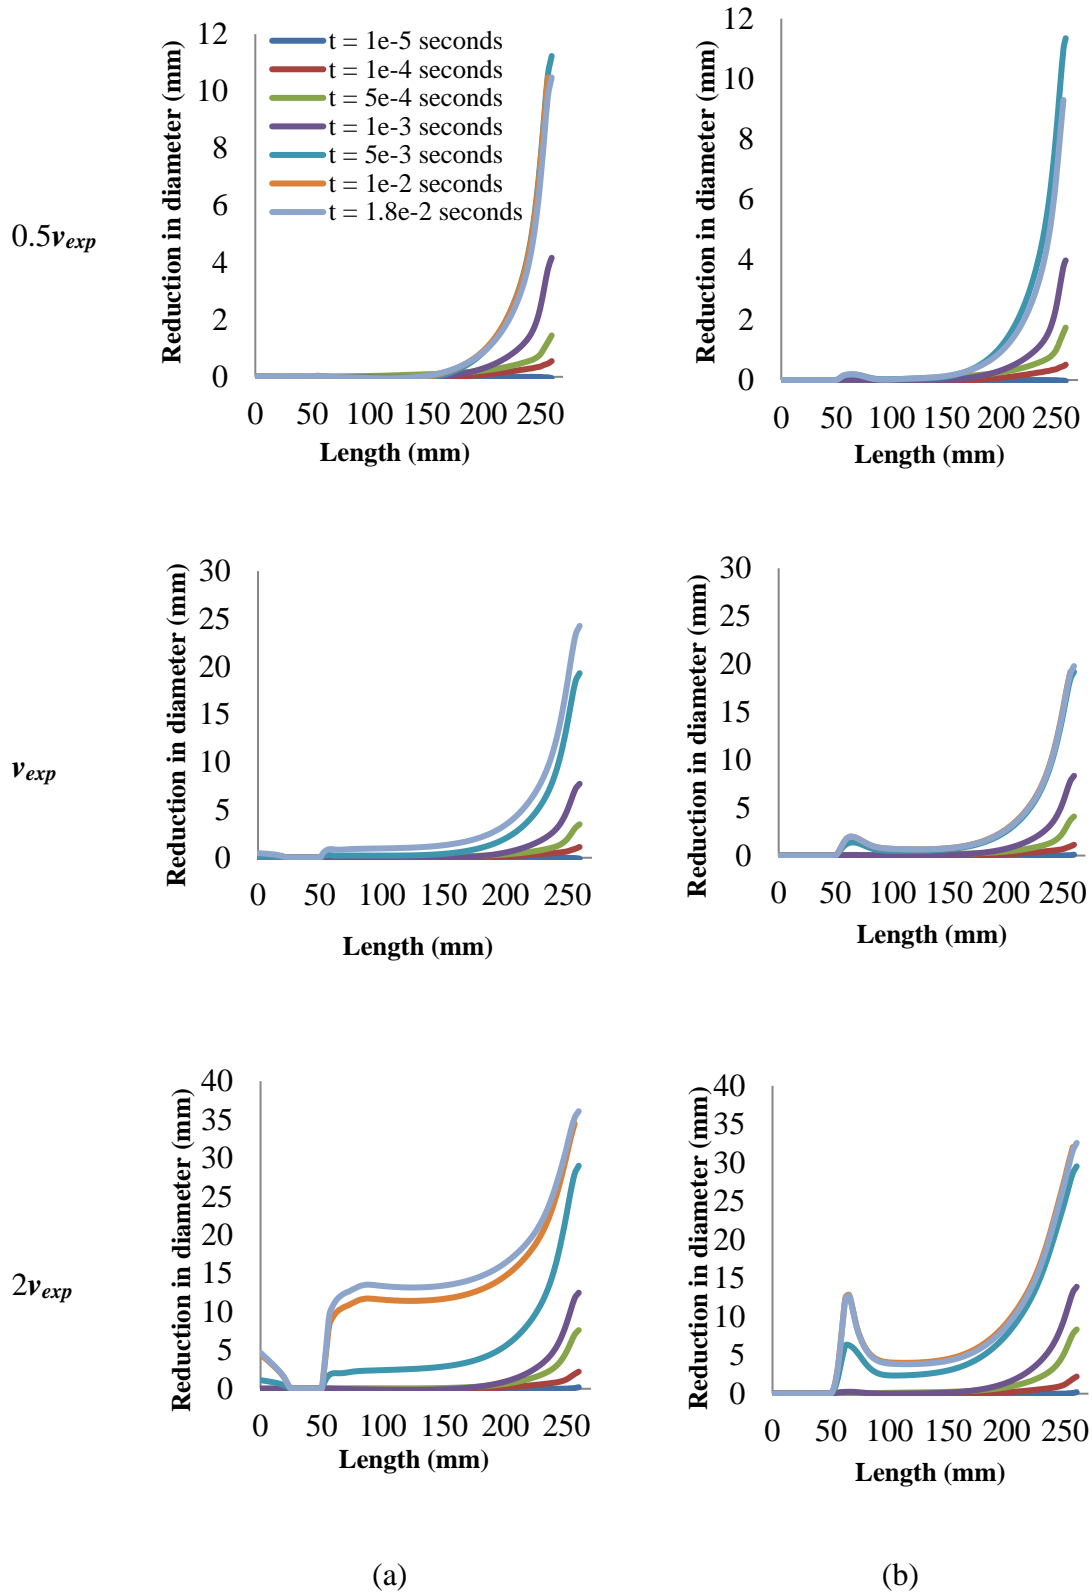 12
10
8
6
4
2
0
Reduction in diameter (mm)
t = 1e-5 seconds
t = 1e-4 seconds
t = 5e-4 seconds
t = 1e-3 seconds
t = 5e-3 seconds
t = 1e-2 seconds
t = 1.8e-2 seconds
0 50 100 150 200 250
Length (mm)
12
10
8
6
4
2
0
Reduction in diameter (mm)
0 50 100 150 200 250
Length (mm)
0.5vexp
30
25
20
15
10
5
0
Reduction in diameter (mm)
0 50 100 150 200 250
Length (mm)
30
25
20
15
10
5
0
Reduction in diameter (mm)
0 50 100 150 200 250
Length (mm)
vexp
40
35
30
25
20
15
10
5
0
Reduction in diameter (mm)
0 50 100 150 200 250
Length (mm)
40
35
30
25
20
15
10
5
0
Reduction in diameter (mm)
0 50 100 150 200 250
Length (mm)
2vexp
(a) (b)